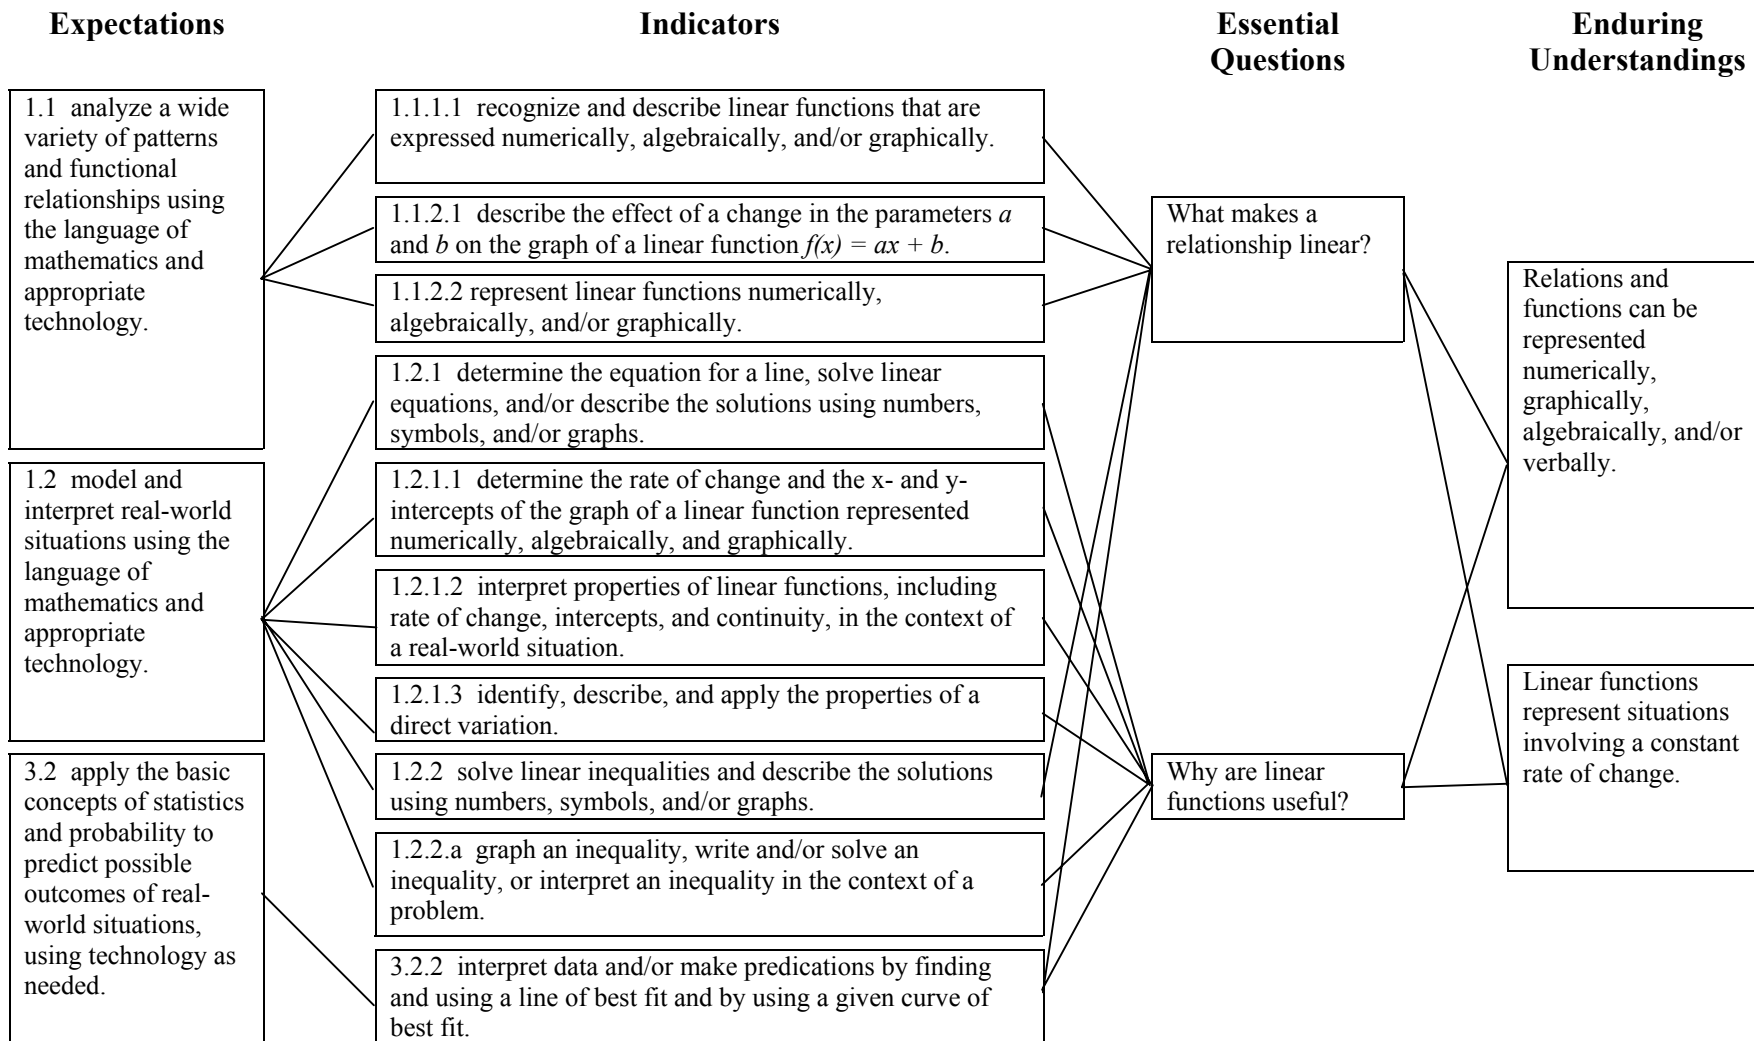 Expectations
Indicators
Essential
Questions
Enduring
Understandings
1.1 analyze a wide
variety of patterns
and functional
relationships using
the language of
mathematics and
appropriate
technology.
1.2 model and
interpret real-world
situations using the
language of
mathematics and
appropriate
technology.
3.2 apply the basic
concepts of statistics
and probability to
predict possible
outcomes of real-
world situations,
using technology as
needed.
1.1.1.1 recognize and describe linear functions that are
expressed numerically, algebraically, and/or graphically.
1.1.2.1 describe the effect of a change in the parameters a
and b on the graph of a linear function f(x) = ax + b.
1.1.2.2 represent linear functions numerically,
algebraically, and/or graphically.
1.2.1 determine the equation for a line, solve linear
equations, and/or describe the solutions using numbers,
symbols, and/or graphs.
1.2.1.1 determine the rate of change and the x- and y-
intercepts of the graph of a linear function represented
numerically, algebraically, and graphically.
1.2.1.2 interpret properties of linear functions, including
rate of change, intercepts, and continuity, in the context of
a real-world situation.
1.2.1.3 identify, describe, and apply the properties of a
direct variation.
1.2.2 solve linear inequalities and describe the solutions
using numbers, symbols, and/or graphs.
1.2.2.a graph an inequality, write and/or solve an
inequality, or interpret an inequality in the context of a
problem.
3.2.2 interpret data and/or make predications by finding
and using a line of best fit and by using a given curve of
best fit.
What makes a
relationship linear?
Why are linear
functions useful?
Relations and
functions can be
represented
numerically,
graphically,
algebraically, and/or
verbally.
Linear functions
represent situations
involving a constant
rate of change.